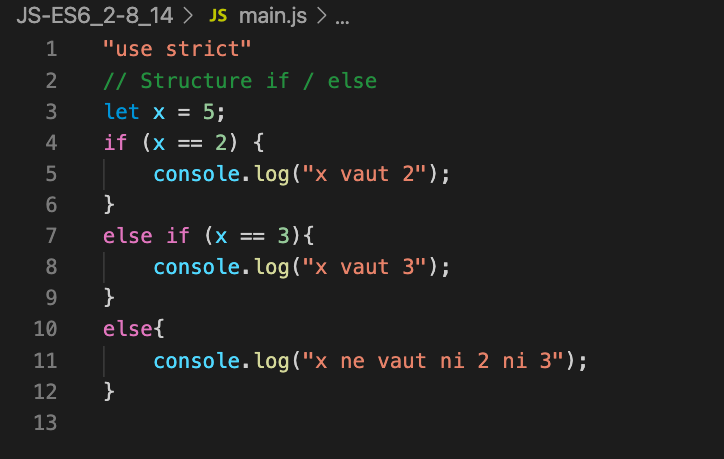 JS-ES6_2-8_14 > JS main.js > ...
1 "use strict"
2 // Structure if / else
3 let x = 5;
4 if (x == 2) {
5     console.log("x vaut 2");
6 }
7 else if (x == 3){
8     console.log("x vaut 3");
9 }
10 else{
11     console.log("x ne vaut ni 2 ni 3");
12 }
13